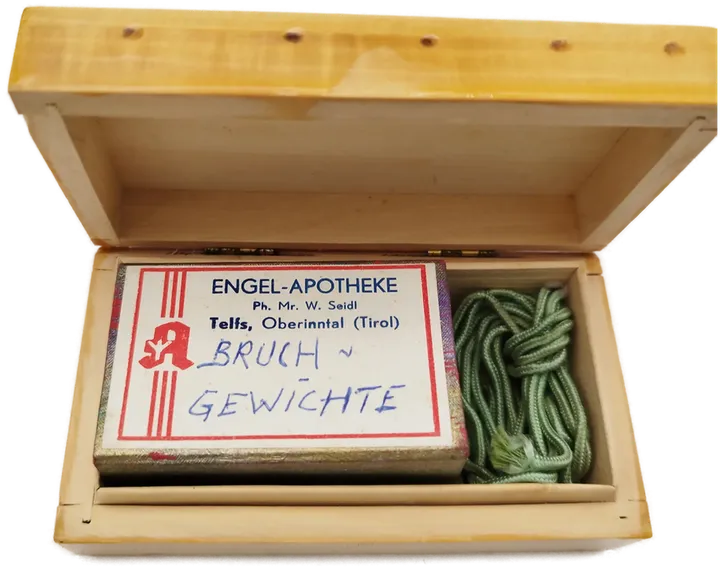 ENGEL-APOTHEKE
Ph. Mr. W. Seidl
Telfs, Oberinntal (Tirol)
A BRUCH ~
GEWICHTE